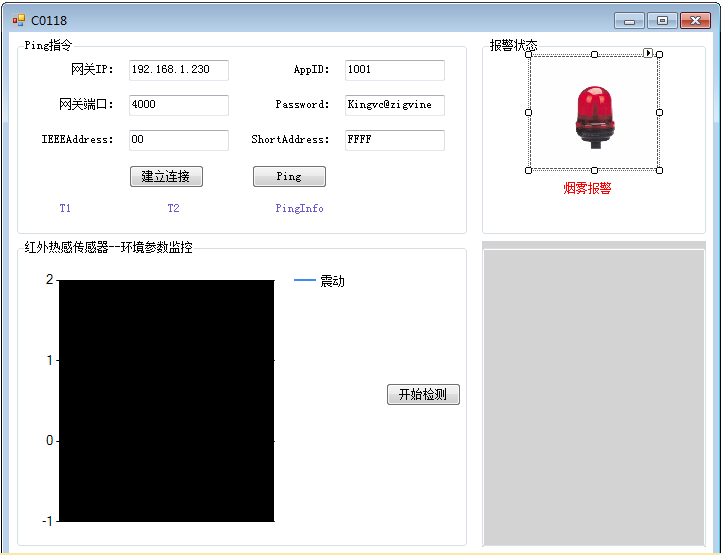 C0118
Ping指令
网关IP:
192.168.1.230
AppID:
1001
网关端口:
4000
Password:
Kingvc@zigvine
IEEEAddress:
00
ShortAddress:
FFFF
建立连接
Ping
T1
T2
PingInfo
报警状态
烟雾报警
红外热感传感器--环境参数监控
2
1
0
-1
震动
开始检测